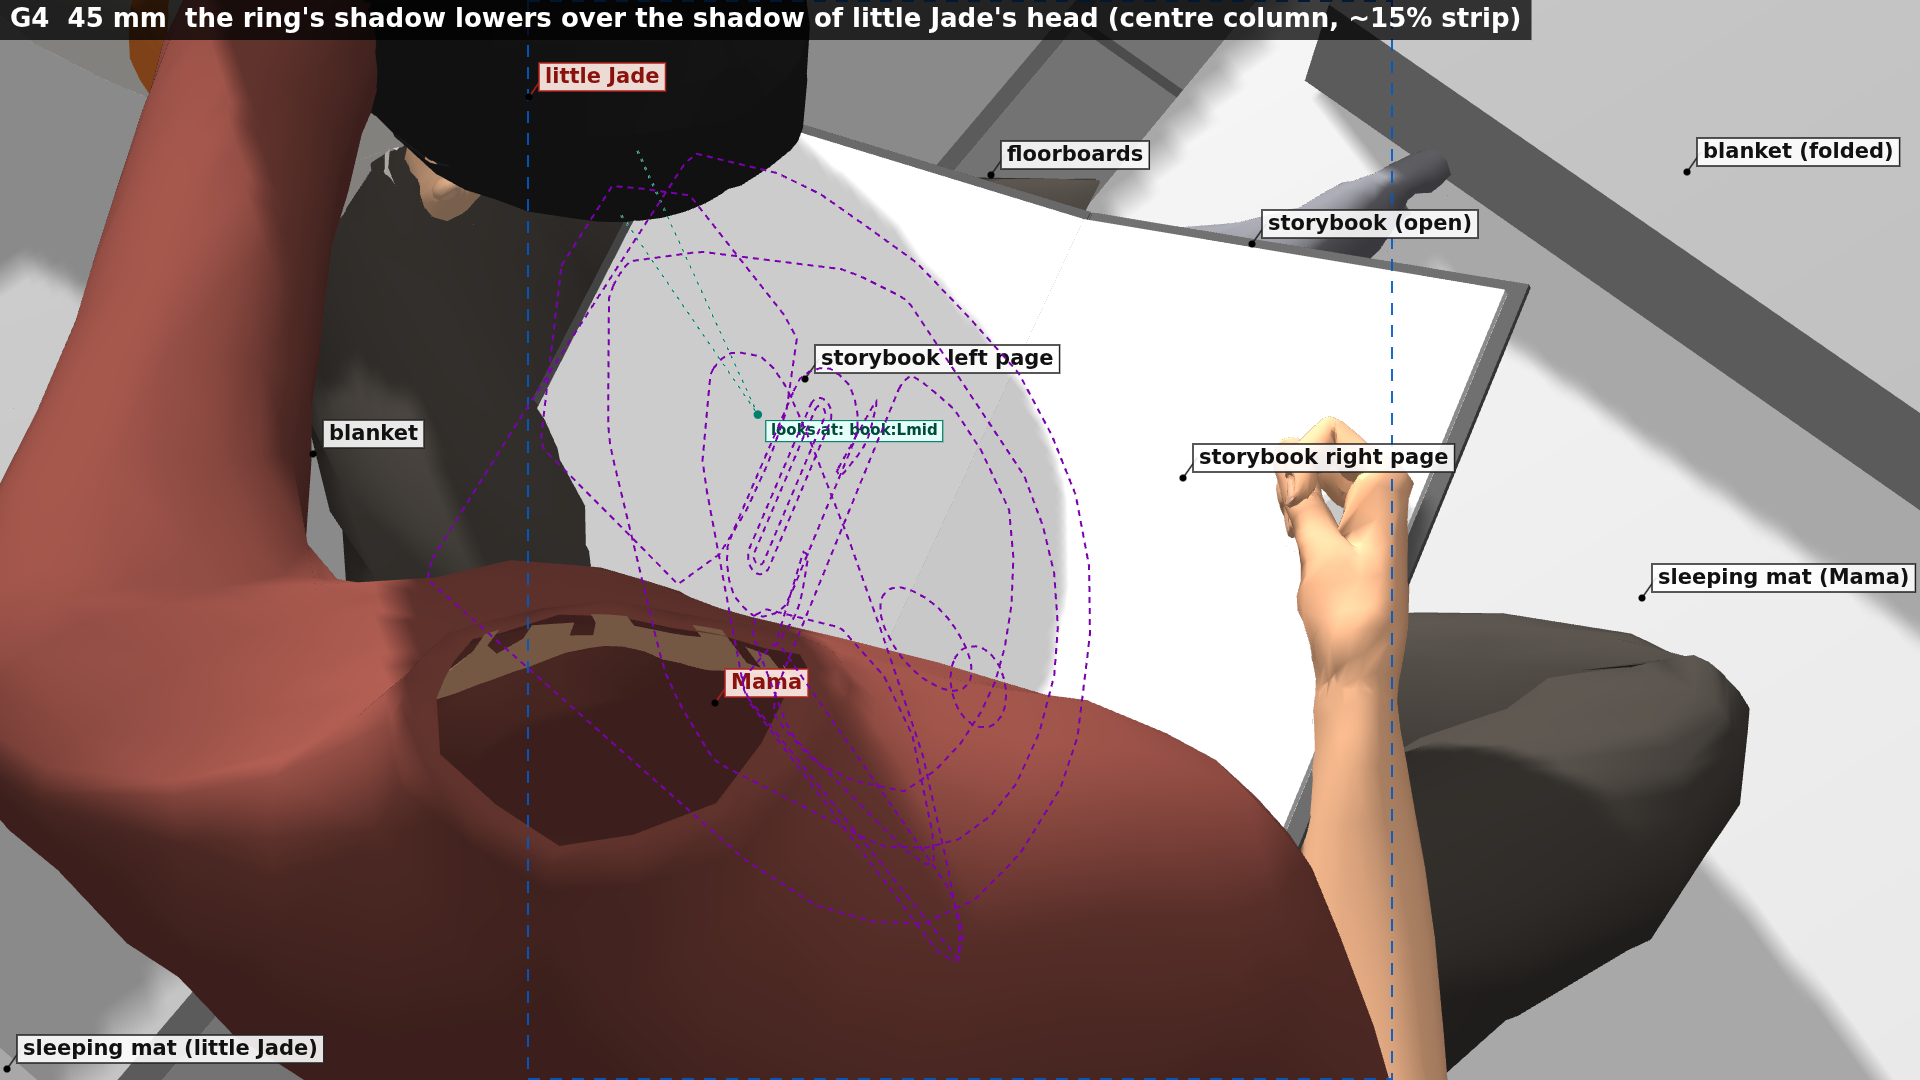 G4  45 mm  the ring's shadow lowers over the shadow of little Jade's head (centre column, ~15% strip)
little Jade
floorboards
blanket (folded)
storybook (open)
storybook left page
looks at: book:Lmid
blanket
storybook right page
sleeping mat (Mama)
Mama
sleeping mat (little Jade)